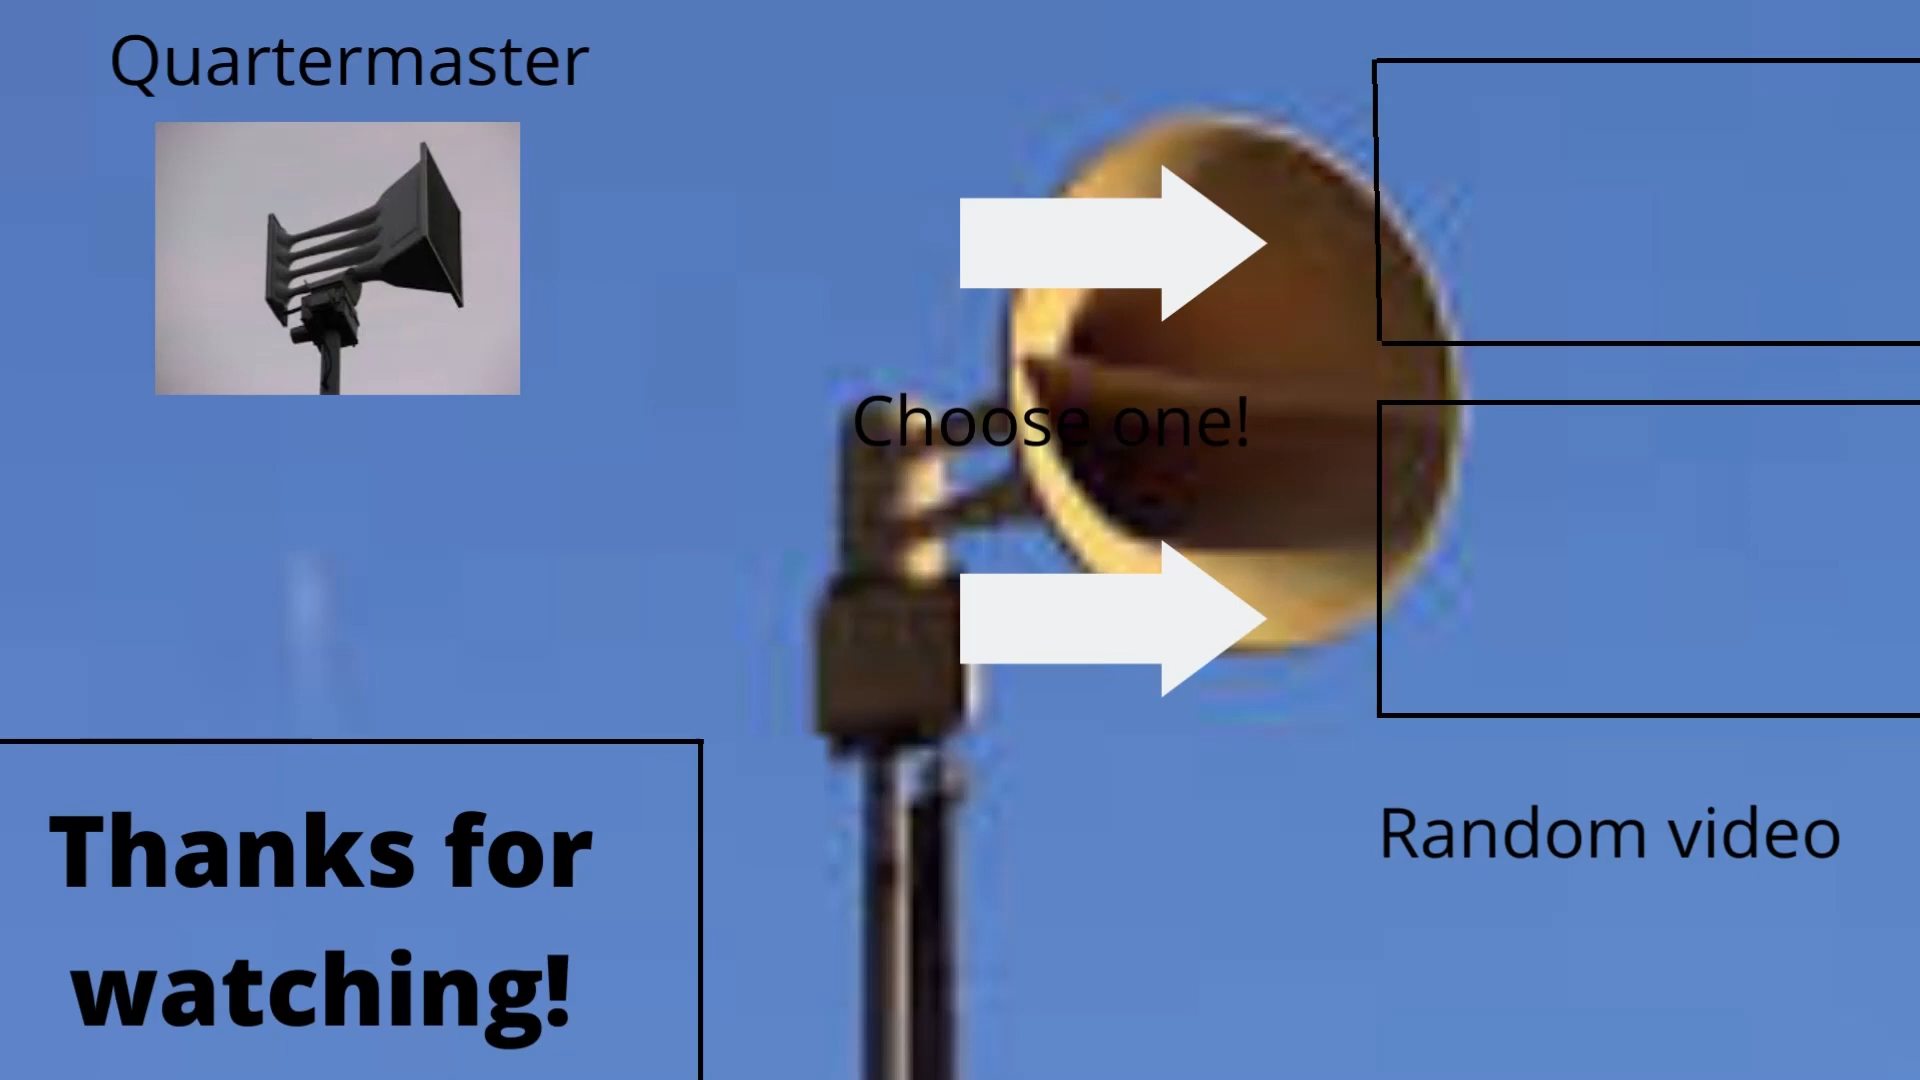 Quartermaster
Choose one!
Random video
Thanks for
watching!